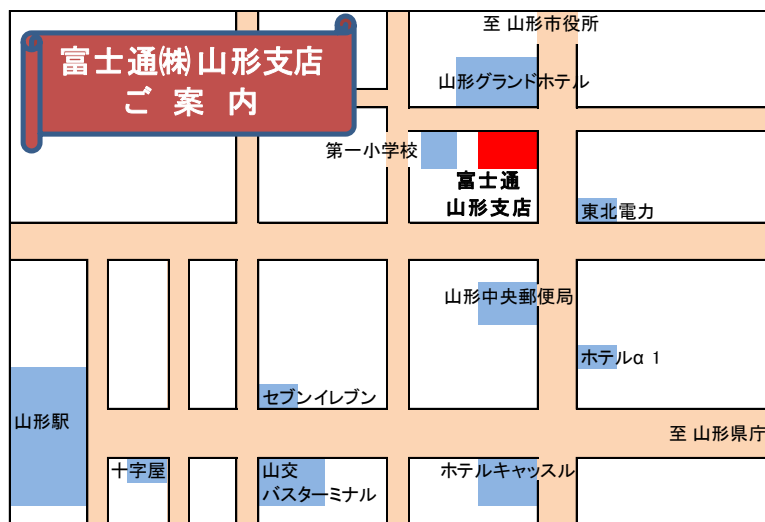 富士通㈱山形支店
ご 案 内
至 山形市役所
山形グランドホテル
第一小学校
富士通
山形支店
東北電力
山形中央郵便局
ホテルα 1
セブンイレブン
山形駅
至 山形県庁
十字屋
山交
バスターミナル
ホテルキャッスル